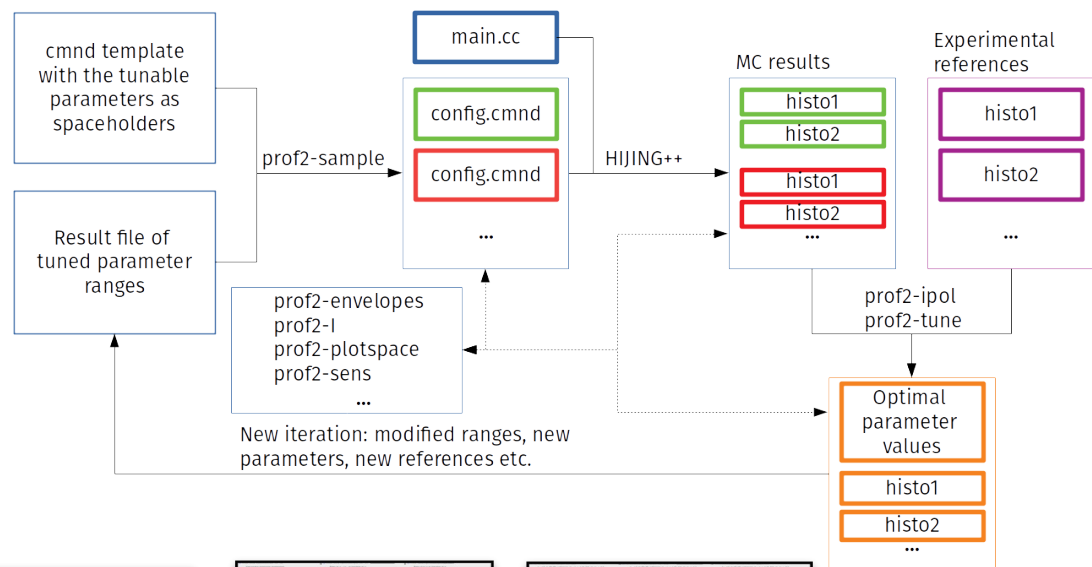 cmnd template
with the tunable
parameters as
spaceholders
Result file of
tuned parameter
ranges
prof2-sample
main.cc
config.cmnd
config.cmnd
...
HIJING++
MC results
histo1
histo2
histo1
histo2
...
Experimental
references
histo1
histo2
...
prof2-envelopes
prof2-I
prof2-plotspace
prof2-sens
...
prof2-ipol
prof2-tune
Optimal
parameter
values
histo1
histo2
...
New iteration: modified ranges, new
parameters, new references etc.